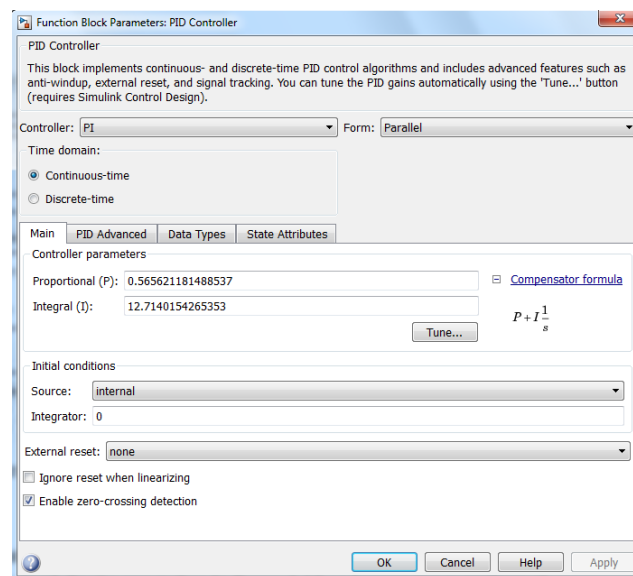 Function Block Parameters: PID Controller
PID Controller
This block implements continuous- and discrete-time PID control algorithms and includes advanced features such as
anti-windup, external reset, and signal tracking. You can tune the PID gains automatically using the 'Tune...' button
(requires Simulink Control Design).
Controller: PI Form: Parallel
Time domain:
Continuous-time
Discrete-time
Main PID Advanced Data Types State Attributes
Controller parameters
Proportional (P): 0.565621181488537 Compensator formula
Integral (I): 12.7140154265353
P+I 1/s
Tune...
Initial conditions
Source: internal
Integrator: 0
External reset: none
Ignore reset when linearizing
Enable zero-crossing detection
OK Cancel Help Apply